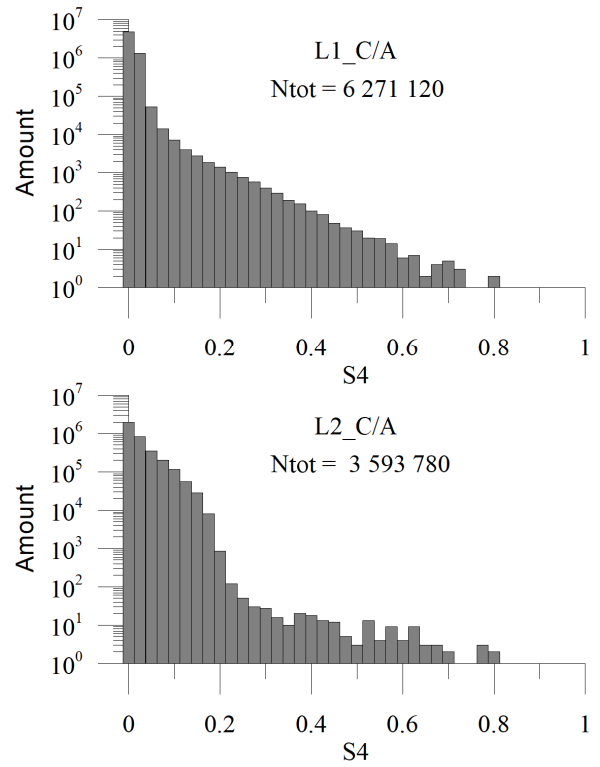 10^7
L1_C/A
10^6
Ntot = 6 271 120
10^5
10^4
Amount
10^3
10^2
10^1
10^0
0 0.2 0.4 0.6 0.8 1
S4
10^7
L2_C/A
10^6
Ntot = 3 593 780
10^5
10^4
Amount
10^3
10^2
10^1
10^0
0 0.2 0.4 0.6 0.8 1
S4